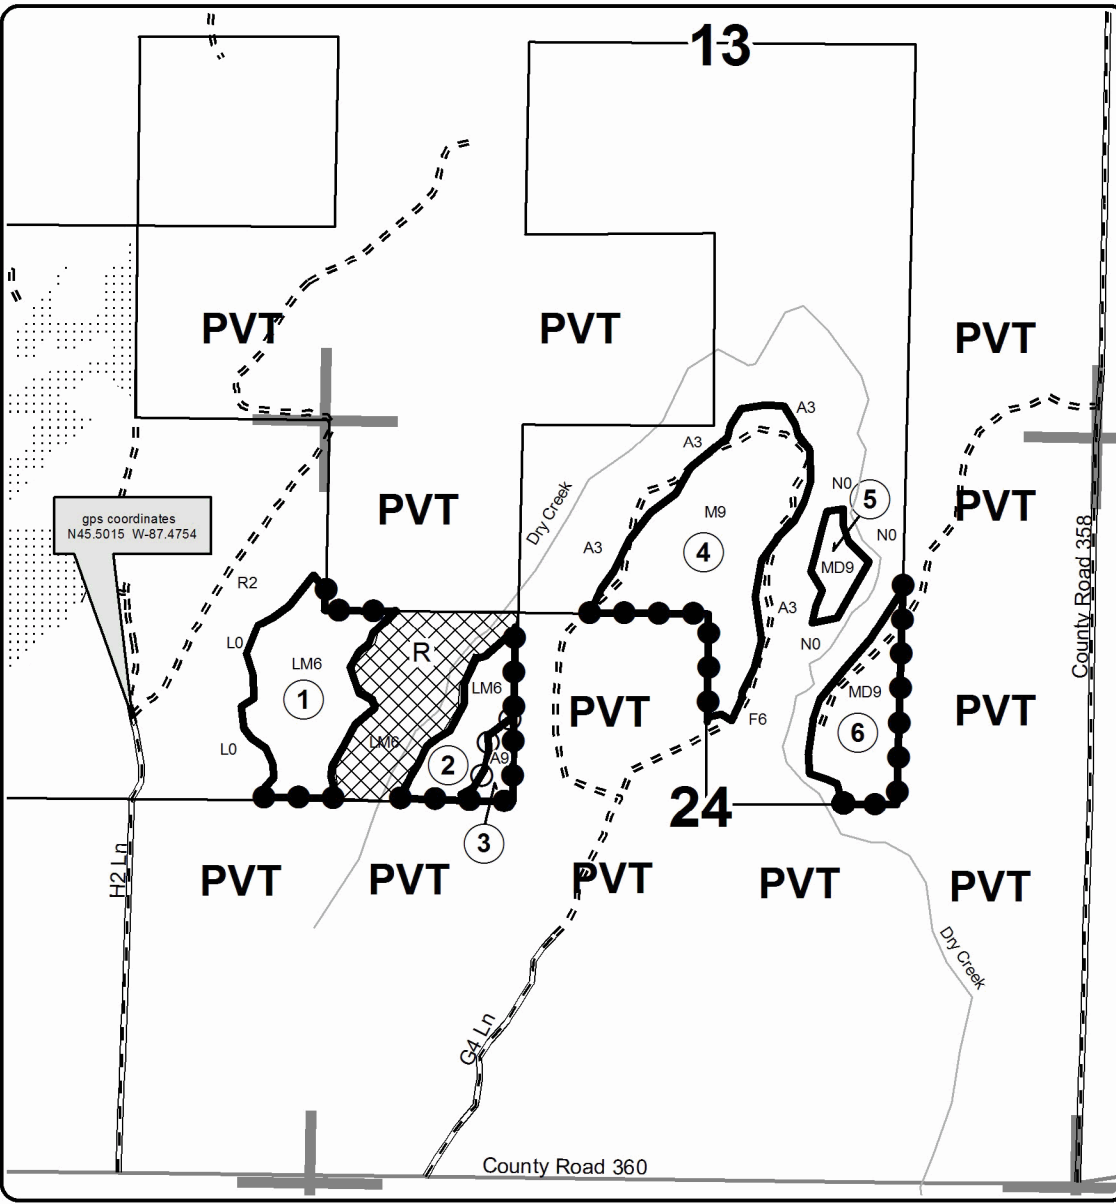 13
PVT
PVT
PVT
A3
A3
N0
5
PVT
PVT
gps coordinates
N45.5015 W-87.4754
M9
Dry Creek
A3
4
N0
MD9
R2
A3
County Road 358
L0
R
N0
LM6
LM6
MD9
1
PVT
F6
PVT
L0
LM6
2
A9
6
24
3
H2 Ln
PVT
PVT
PVT
PVT
PVT
Dry Creek
G4 Ln
County Road 360